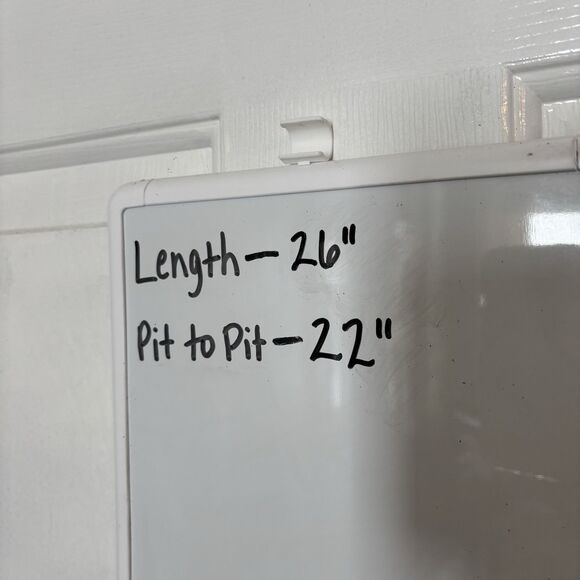 Length - 26"
Pit to Pit - 22"